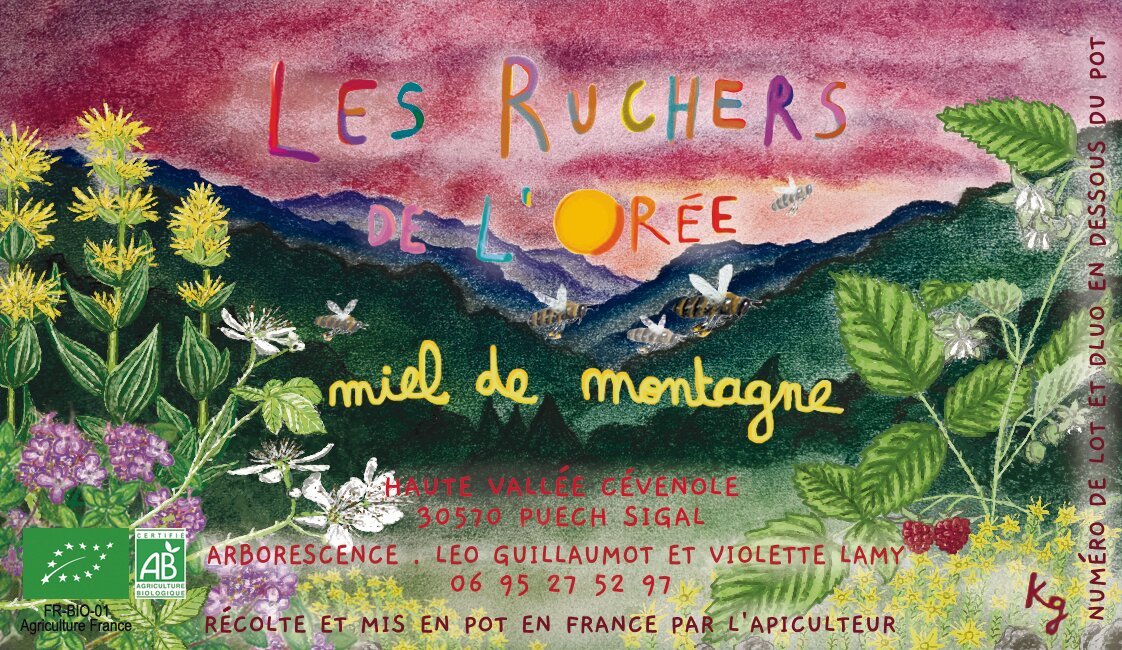 LES RUCHERS
DE L'ORÉE
miel de montagne
HAUTE VALLÉE CÉVENOLE
30570 PUECH SIGAL
ARBORESCENCE . LEO GUILLAUMOT ET VIOLETTE LAMY
06 95 27 52 97
RÉCOLTE ET MIS EN POT EN FRANCE PAR L'APICULTEUR
CERTIFIÉ
AB
AGRICULTURE
BIOLOGIQUE
FR-BIO-01
Agriculture France
Kg
NUMÉRO DE LOT ET DLUO EN DESSOUS DU POT